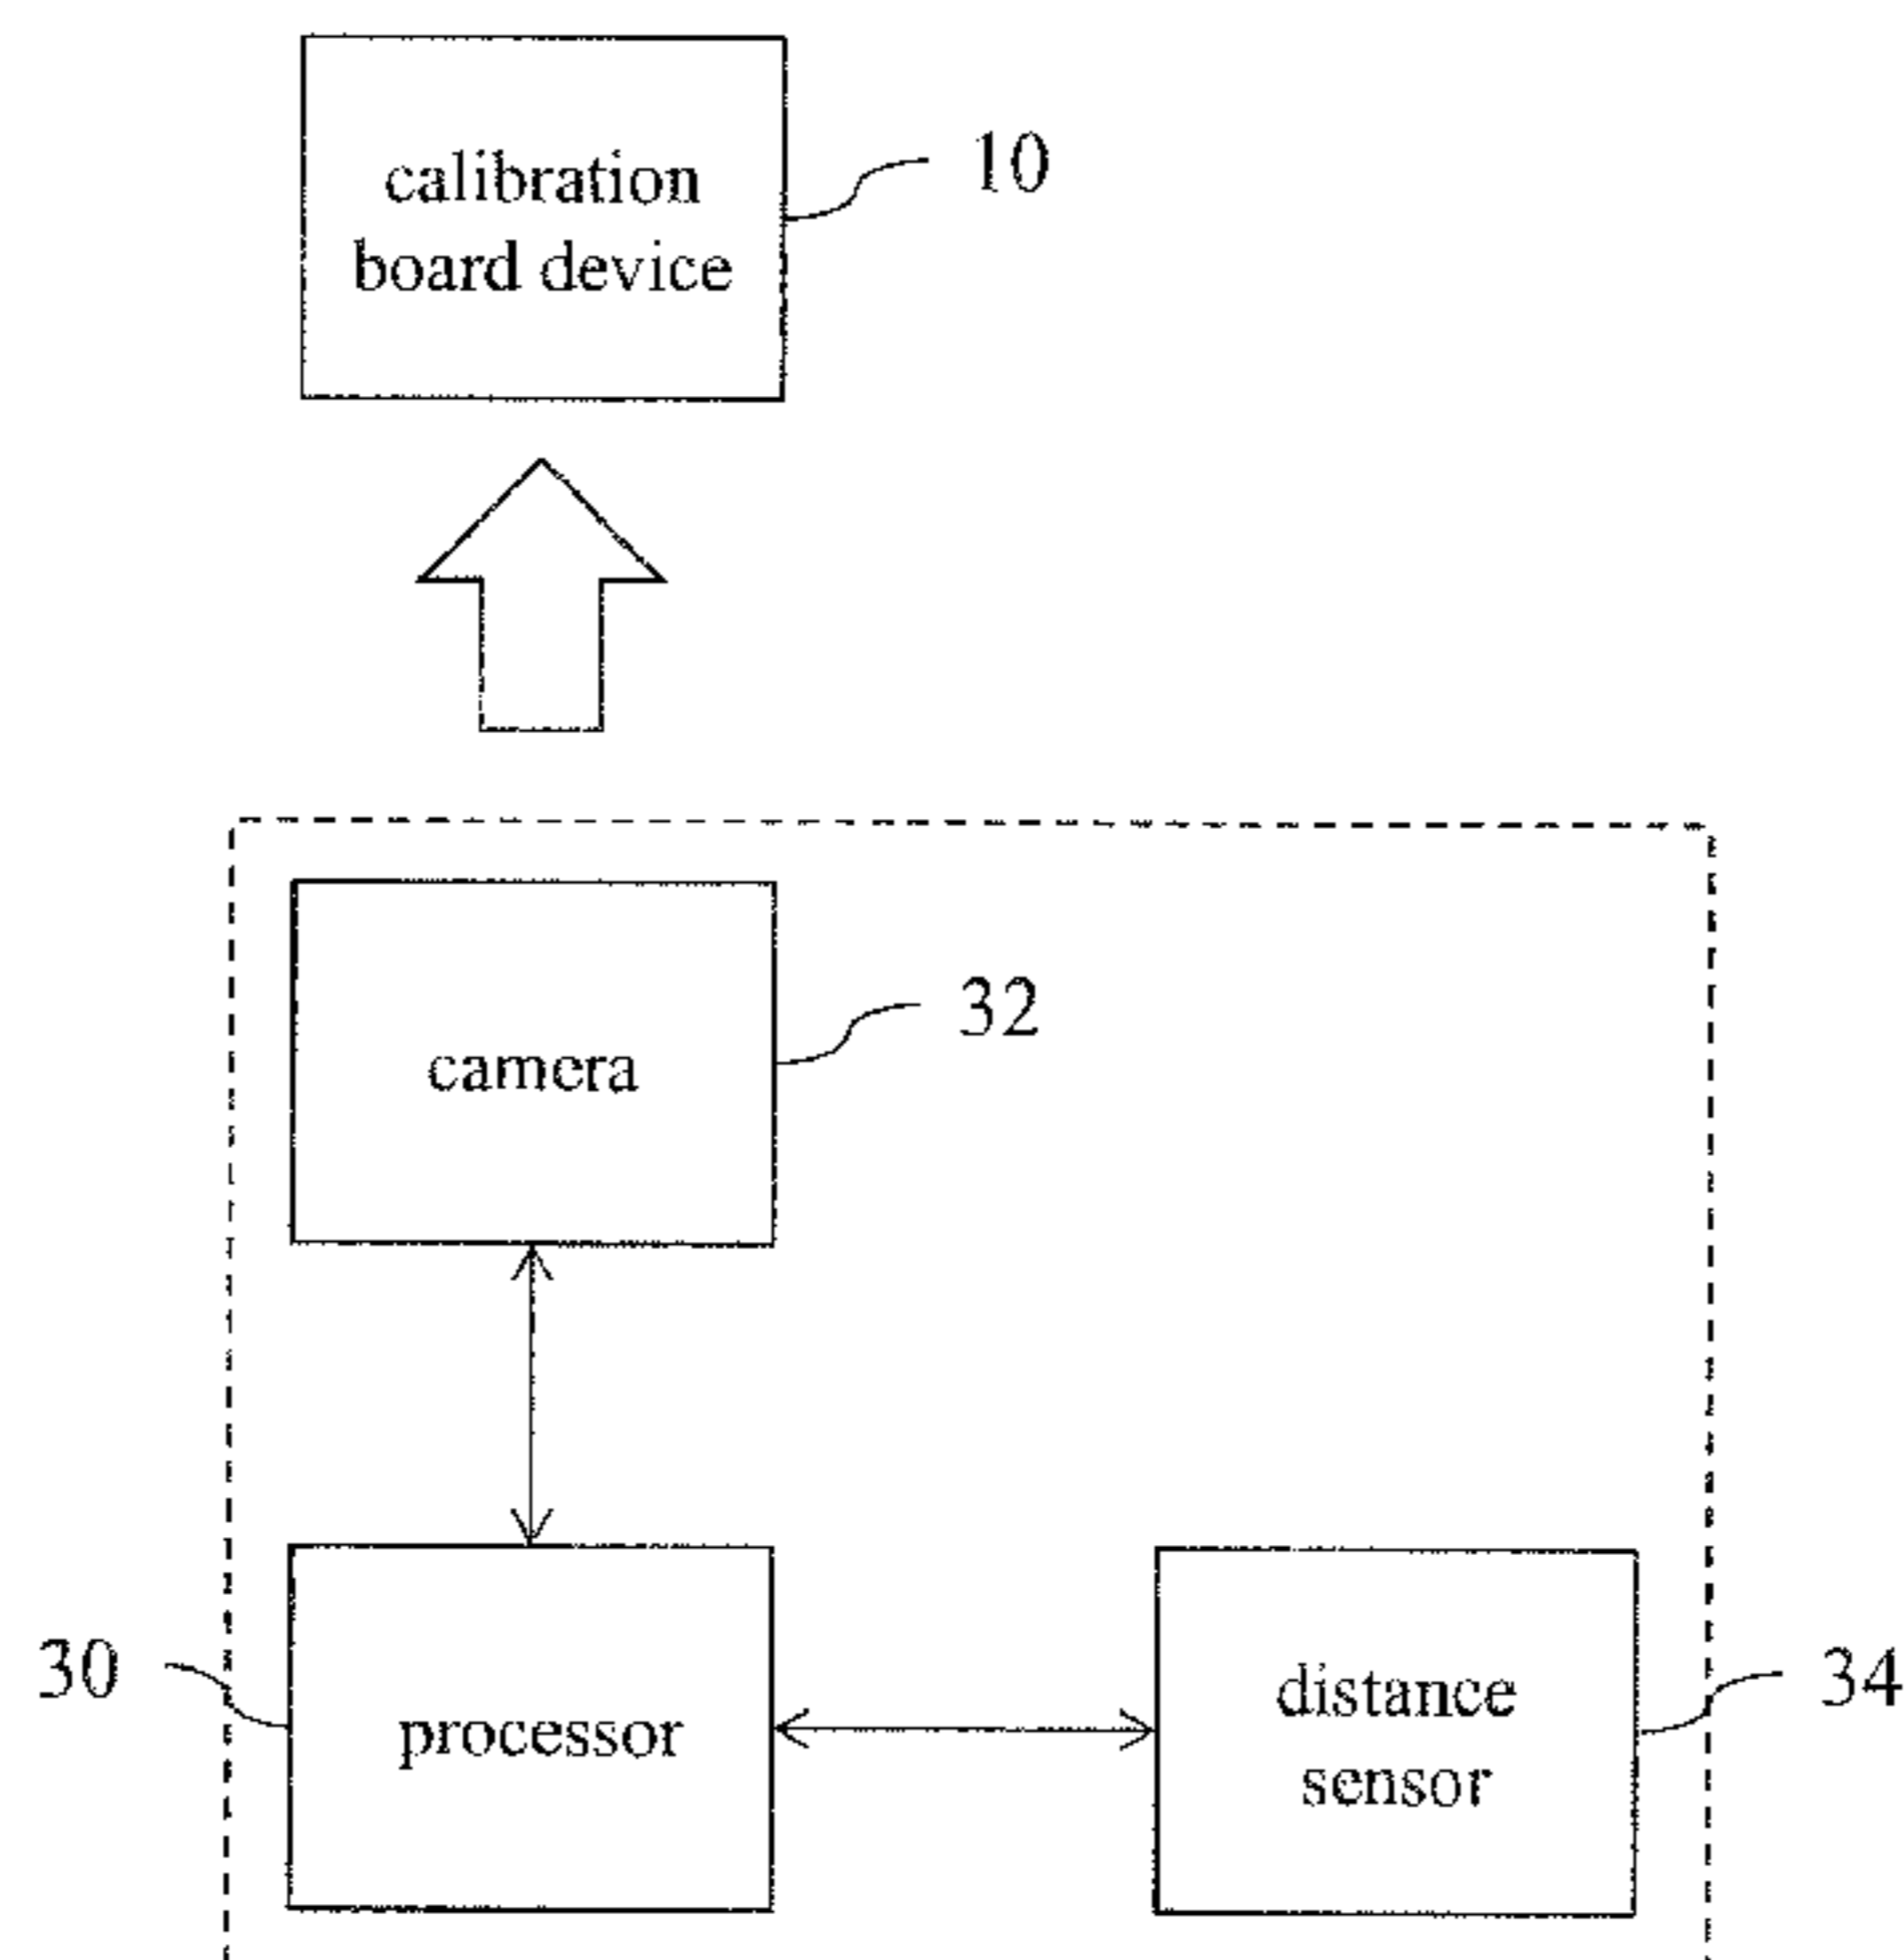 calibration
board device
10
camera
32
30
processor
distance
sensor
34